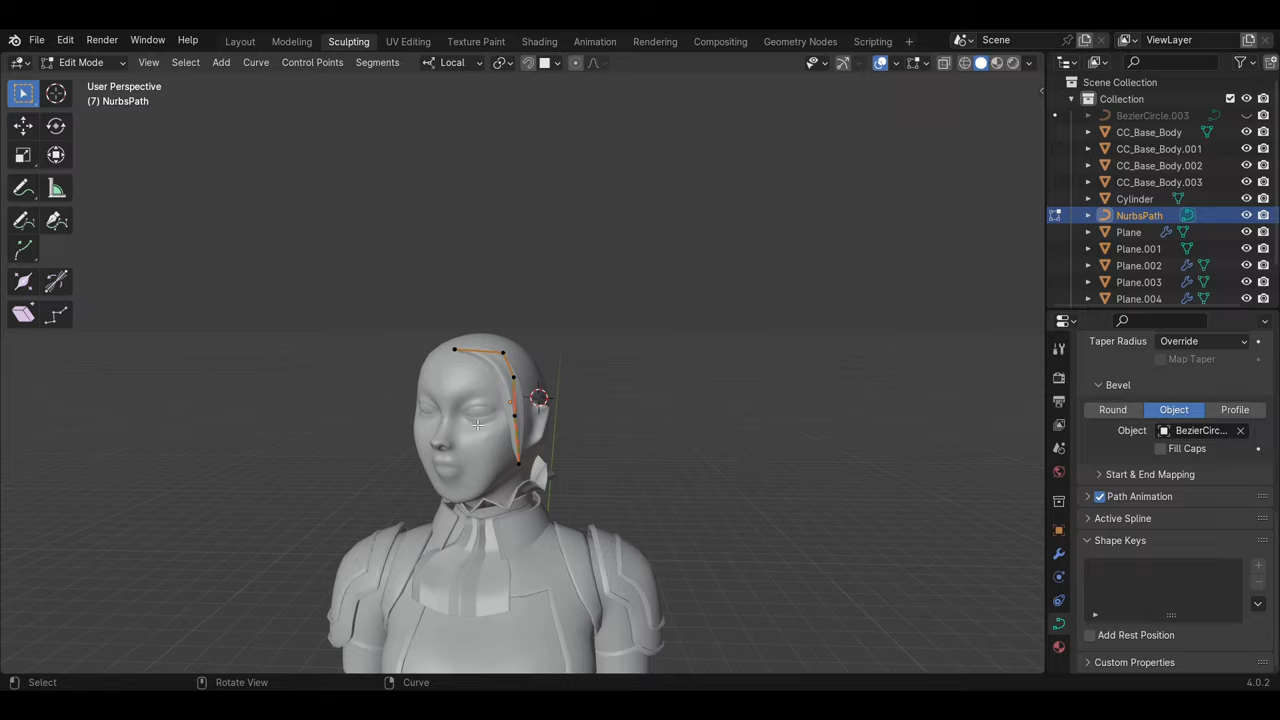 File Edit Render Window Help Layout Modeling Sculpting UV Editing Texture Paint Shading Animation Rendering Compositing Geometry Nodes Scripting + Scene ViewLayer
Edit Mode View Select Add Curve Control Points Segments Local
User Perspective
(7) NurbsPath
Scene Collection
Collection
BezierCircle.003
CC_Base_Body
CC_Base_Body.001
CC_Base_Body.002
CC_Base_Body.003
Cylinder
NurbsPath
Plane
Plane.001
Plane.002
Plane.003
Plane.004
Taper Radius Override
Map Taper
Bevel
Round Object Profile
Object BezierCirc...
Fill Caps
Start & End Mapping
Path Animation
Active Spline
Shape Keys
Add Rest Position
Custom Properties
Select Rotate View Curve 4.0.2